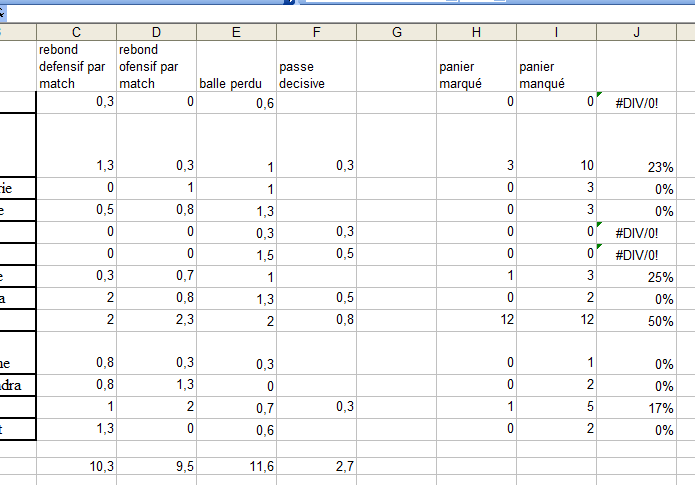 C D E F G H I J
rebond rebond
defensif par ofensif par panier panier
match match balle perdu passe decisive marqué manqué
0,3 0 0,6 0 0 #DIV/0!
1,3 0,3 1 0,3 3 10 23%
rie 0 1 1 0 3 0%
e 0,5 0,8 1,3 0 3 0%
0 0 0,3 0,3 0 0 #DIV/0!
0 0 1,5 0,5 0 0 #DIV/0!
e 0,3 0,7 1 1 3 25%
a 2 0,8 1,3 0,5 0 2 0%
2 2,3 2 0,8 12 12 50%
ne 0,8 0,3 0,3 0 1 0%
dra 0,8 1,3 0 0 2 0%
1 2 0,7 0,3 1 5 17%
t 1,3 0 0,6 0 2 0%
10,3 9,5 11,6 2,7